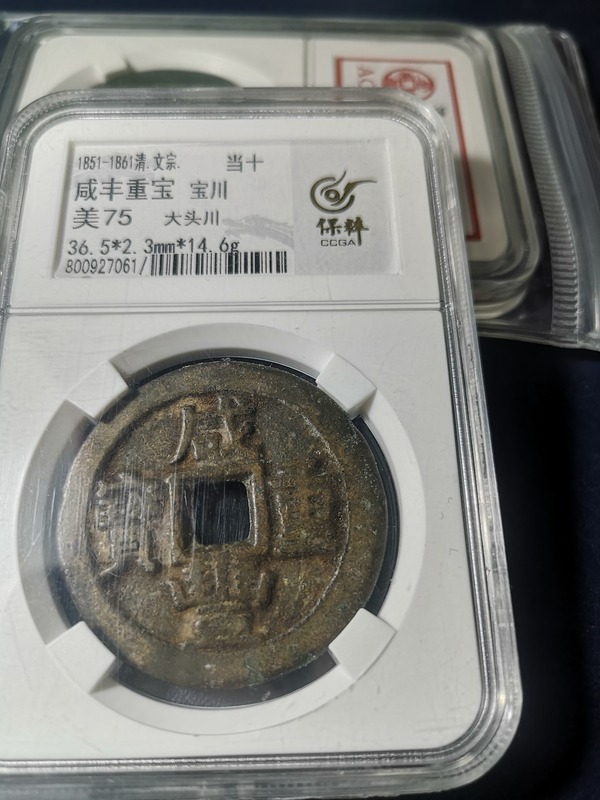 1851-1861清.文宗. 当十
咸丰重宝 宝川
美75 大头川
36.5*2.3mm*14.6g
800927061/
保粹
CCGA
AC
咸
豐
重
寶